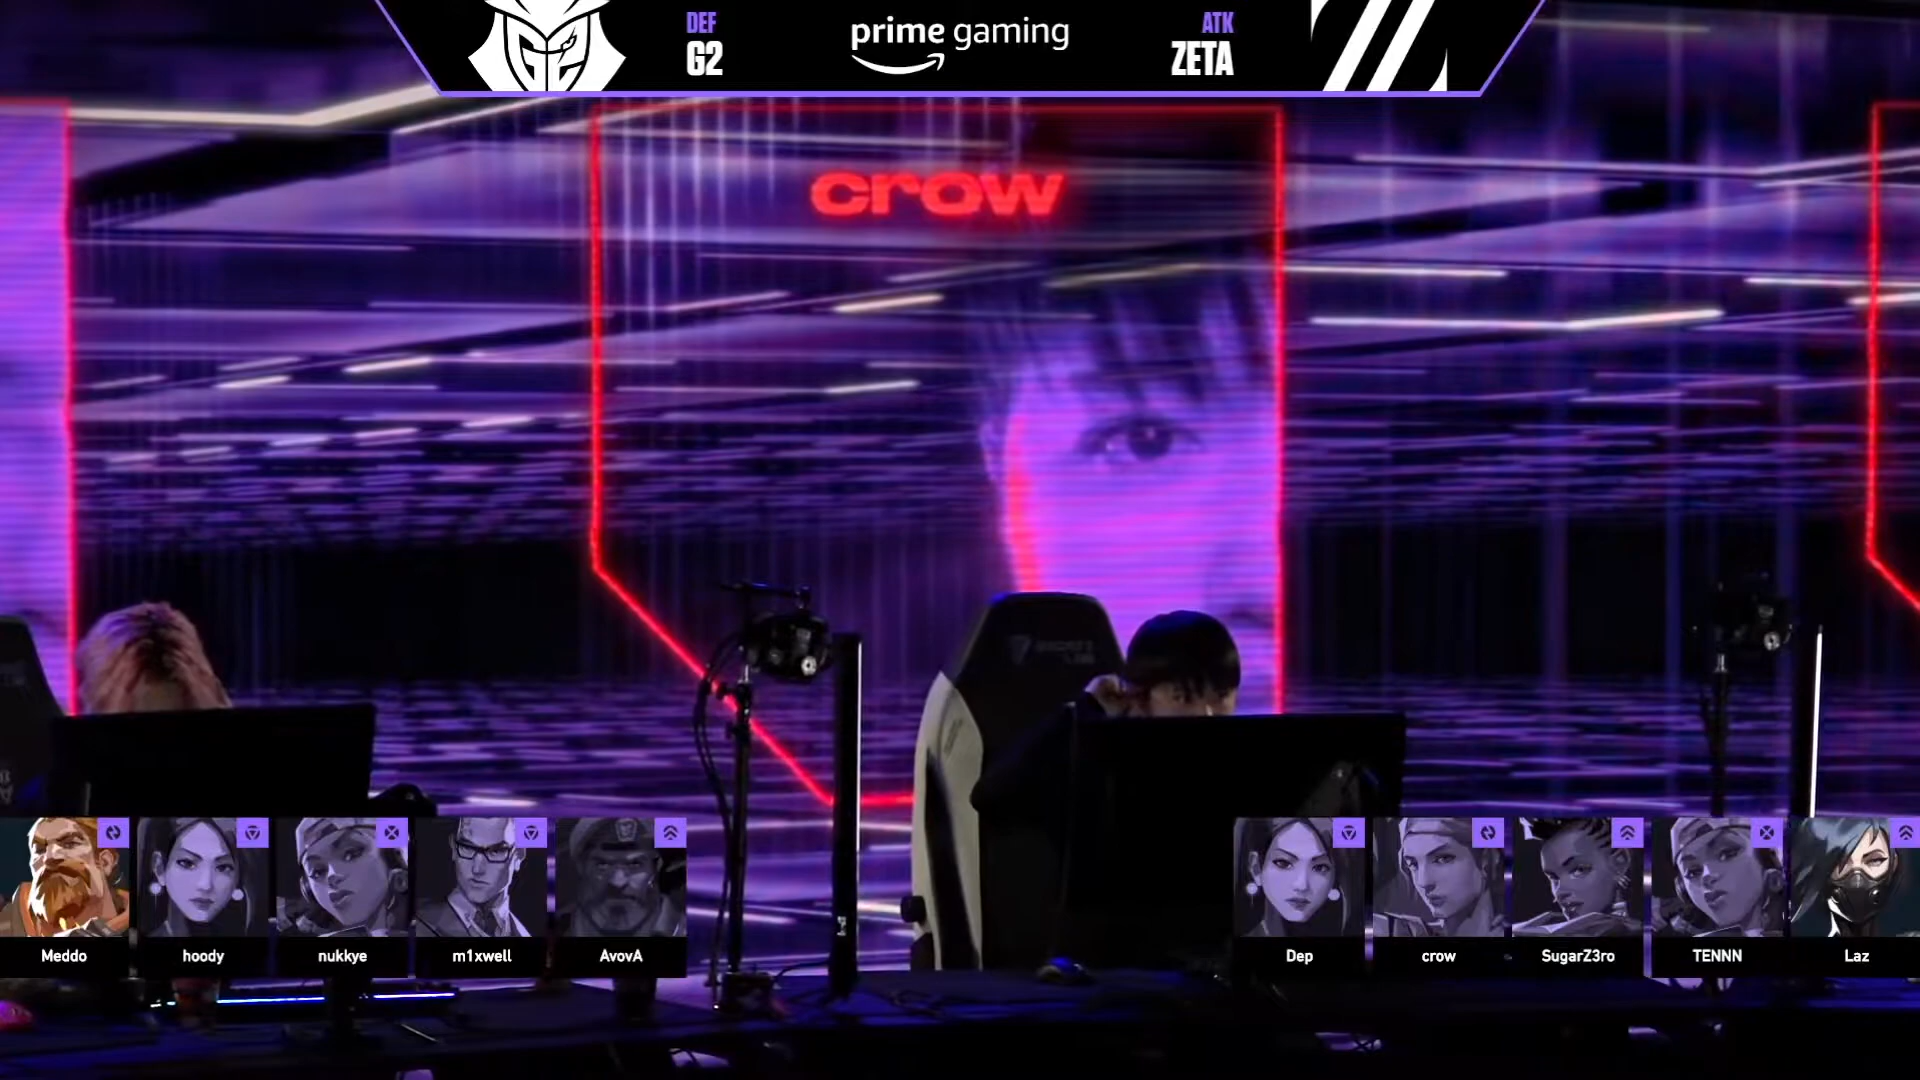 DEF
G2
prime gaming
ATK
ZETA
crow
Meddo
hoody
nukkye
m1xwell
AvovA
Dep
crow
SugarZ3ro
TENNN
Laz